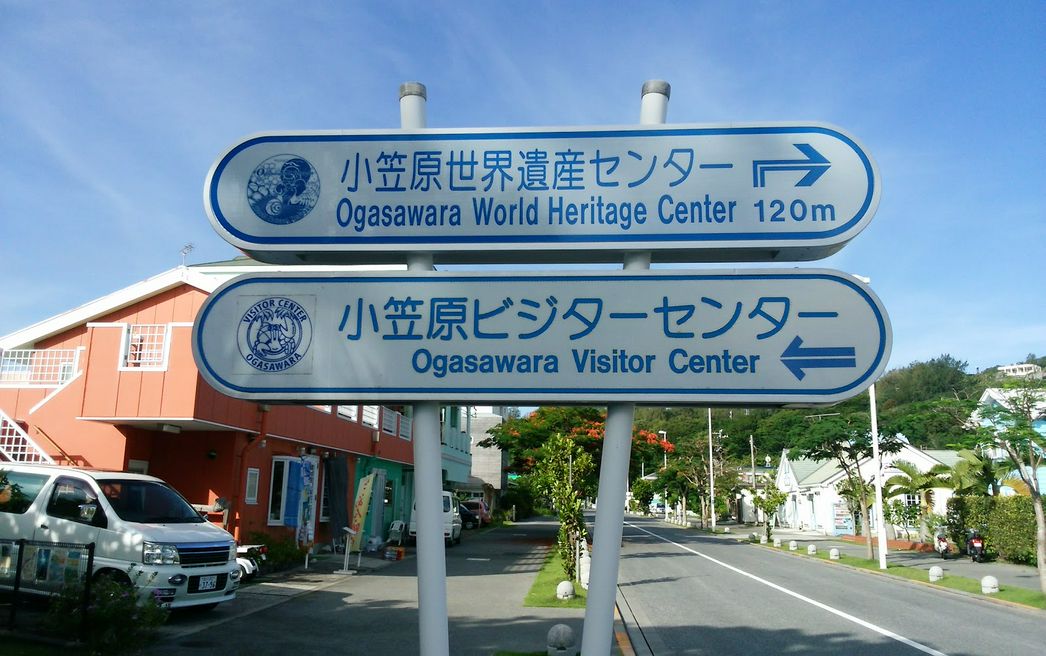 小笠原世界遺産センター
Ogasawara World Heritage Center 120m
VISITOR CENTER
OGASAWARA
小笠原ビジターセンター
Ogasawara Visitor Center